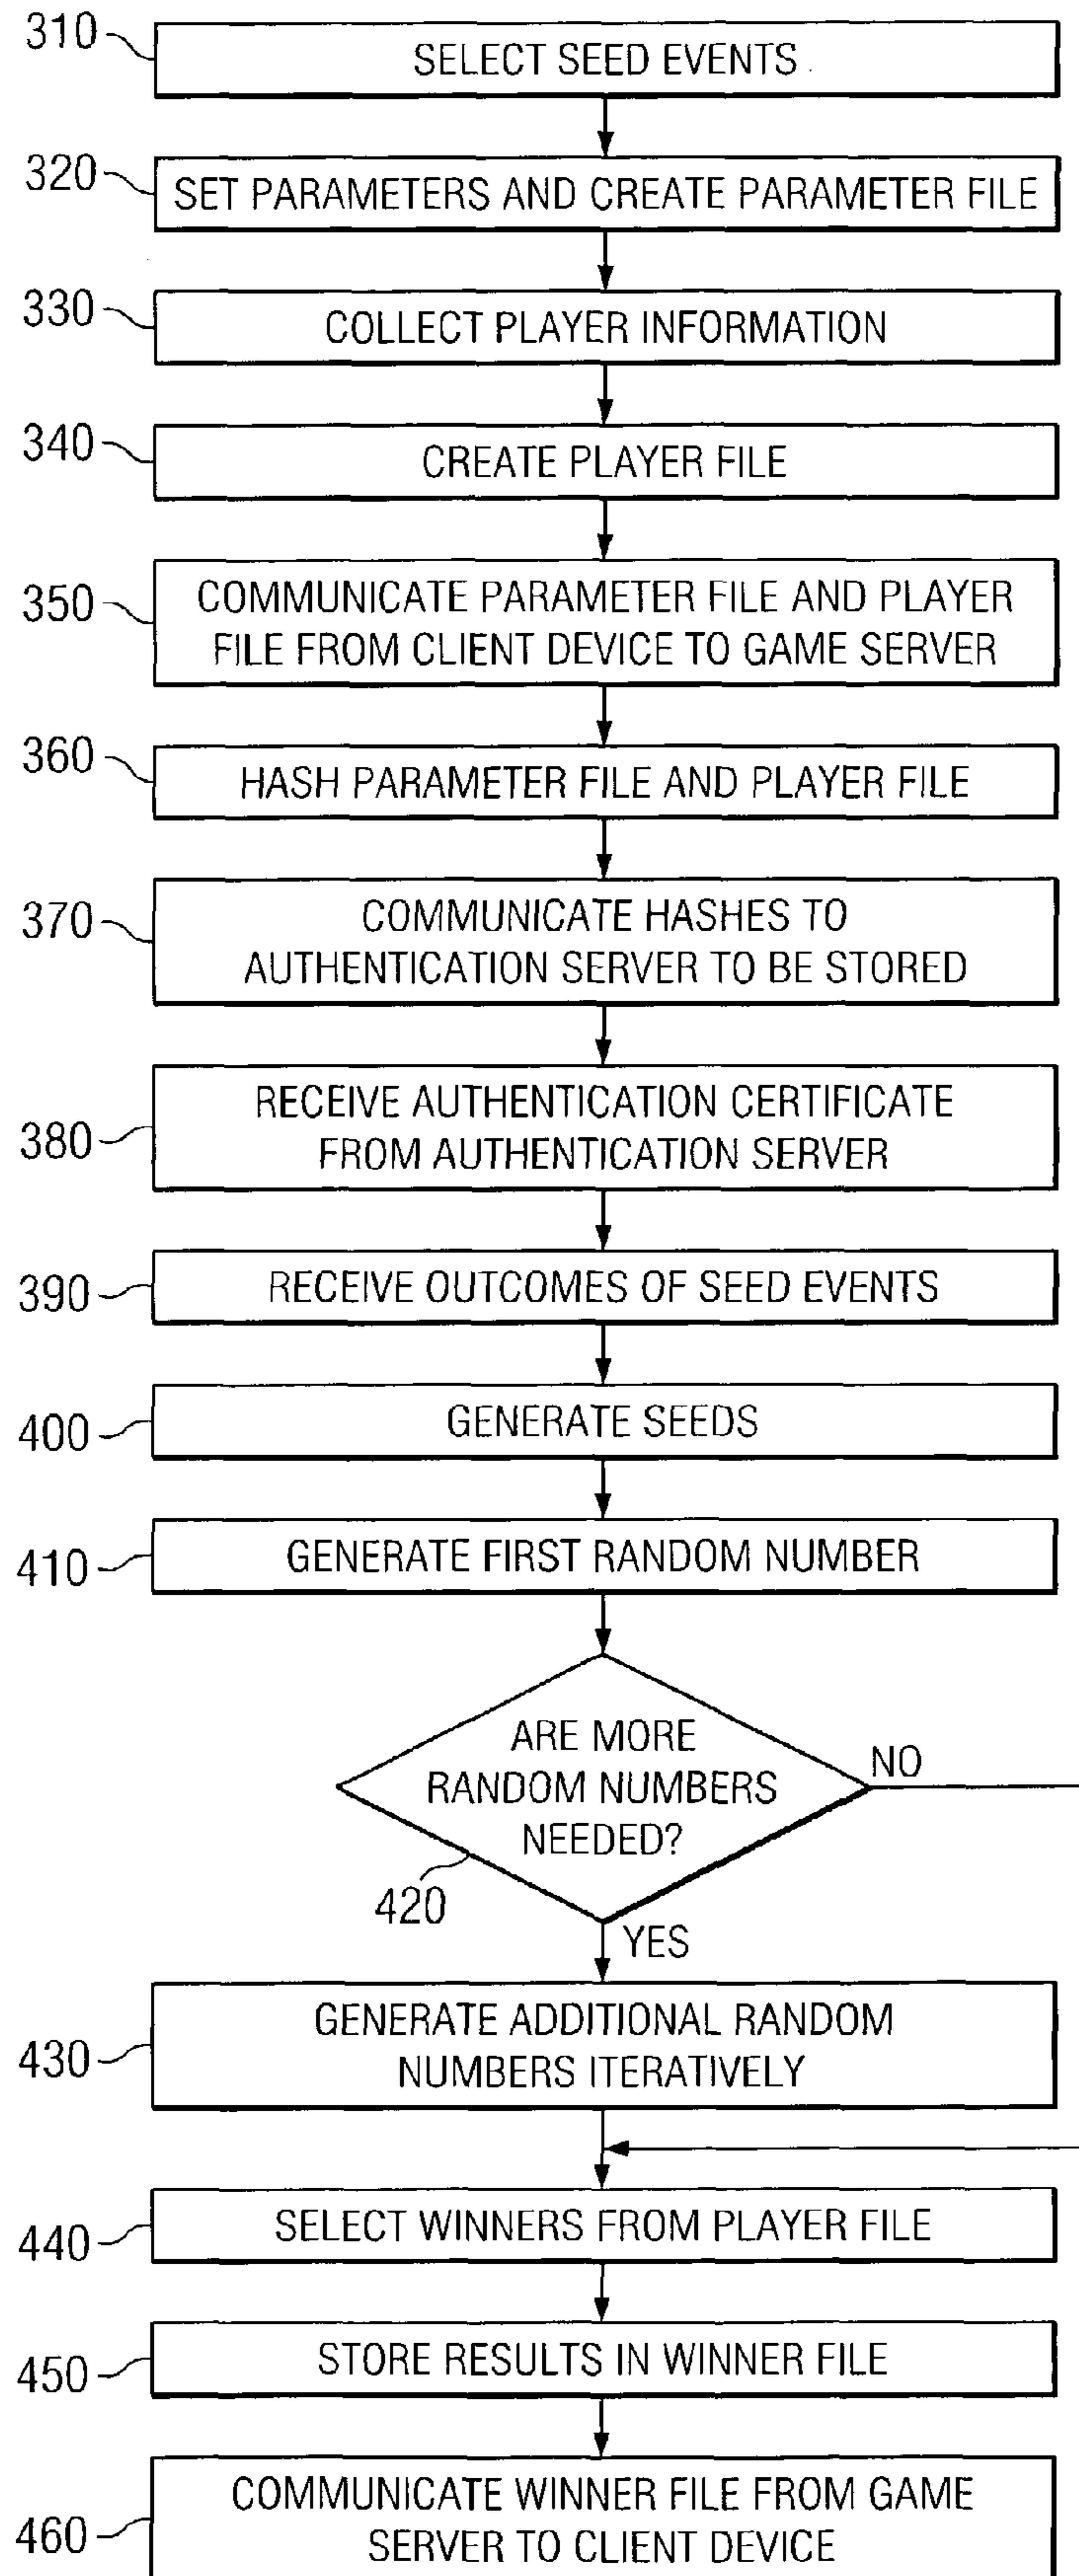 310
SELECT SEED EVENTS
320
SET PARAMETERS AND CREATE PARAMETER FILE
330
COLLECT PLAYER INFORMATION
340
CREATE PLAYER FILE
350
COMMUNICATE PARAMETER FILE AND PLAYER
FILE FROM CLIENT DEVICE TO GAME SERVER
360
HASH PARAMETER FILE AND PLAYER FILE
370
COMMUNICATE HASHES TO
AUTHENTICATION SERVER TO BE STORED
380
RECEIVE AUTHENTICATION CERTIFICATE
FROM AUTHENTICATION SERVER
390
RECEIVE OUTCOMES OF SEED EVENTS
400
GENERATE SEEDS
410
GENERATE FIRST RANDOM NUMBER
ARE MORE
RANDOM NUMBERS
NEEDED?
NO
420
YES
430
GENERATE ADDITIONAL RANDOM
NUMBERS ITERATIVELY
440
SELECT WINNERS FROM PLAYER FILE
450
STORE RESULTS IN WINNER FILE
460
COMMUNICATE WINNER FILE FROM GAME
SERVER TO CLIENT DEVICE